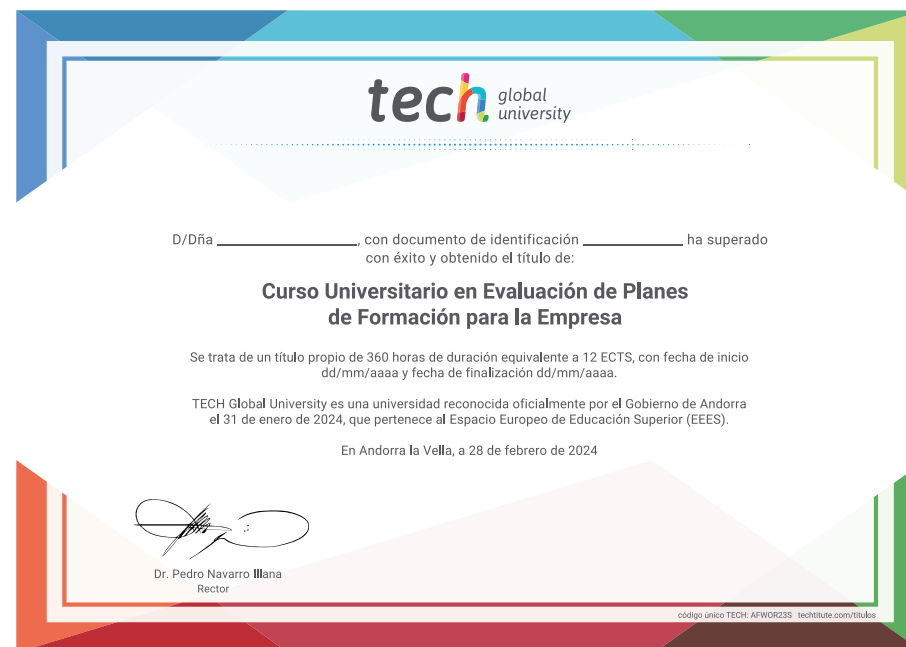 tech global university
D/Dña ____________________, con documento de identificación ______________ ha superado
con éxito y obtenido el título de:
Curso Universitario en Evaluación de Planes
de Formación para la Empresa
Se trata de un título propio de 360 horas de duración equivalente a 12 ECTS, con fecha de inicio
dd/mm/aaaa y fecha de finalización dd/mm/aaaa.
TECH Global University es una universidad reconocida oficialmente por el Gobierno de Andorra
el 31 de enero de 2024, que pertenece al Espacio Europeo de Educación Superior (EEES).
En Andorra la Vella, a 28 de febrero de 2024
Dr. Pedro Navarro Illana
Rector
código único TECH: AFWOR23S techtitute.com/titulos